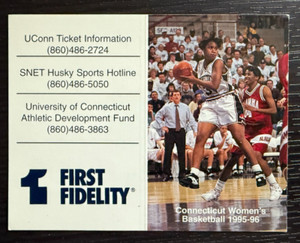 UConn Ticket Information
(860)486-2724
SNET Husky Sports Hotline
(860)486-5050
University of Connecticut
Athletic Development Fund
(860)486-3863
1
FIRST
FIDELITY®
Connecticut Women's
Basketball 1995-96